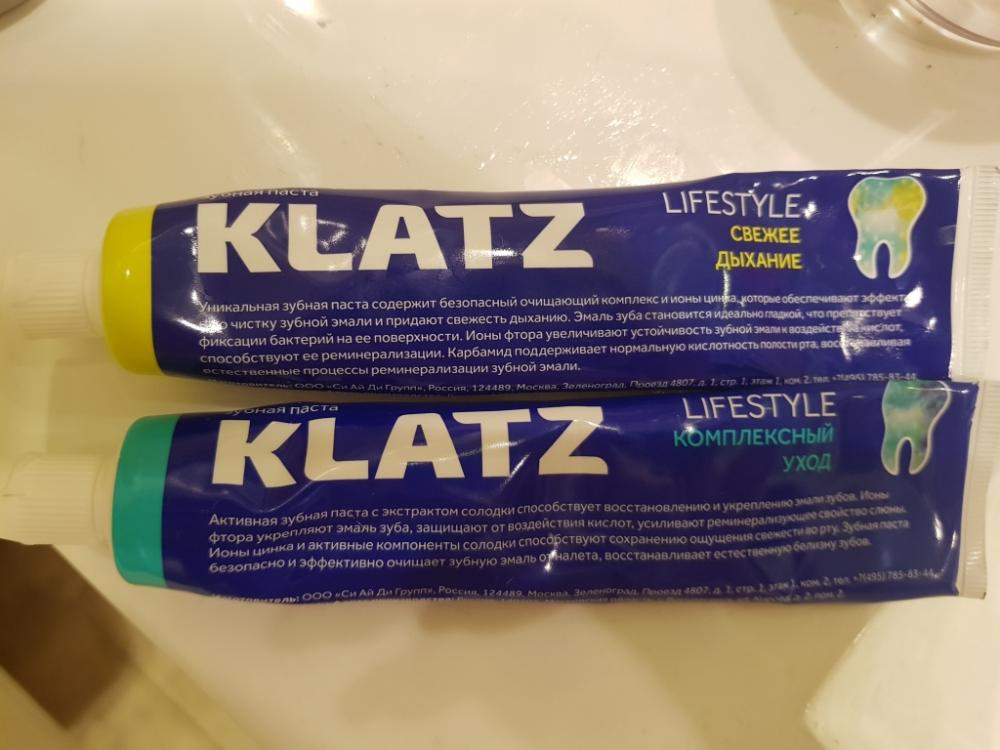 зубная паста
KLATZ
LIFESTYLE
СВЕЖЕЕ
ДЫХАНИЕ
Уникальная зубная паста содержит безопасный очищающий комплекс и ионы цинка, которые обеспечивают эффект
чистку зубной эмали и придают свежесть дыханию. Эмаль зуба становится идеально гладкой, что препятствует
фиксации бактерий на ее поверхности. Ионы фтора увеличивают устойчивость зубной эмали к воздействию кислот,
способствуют ее реминерализации. Карбамид поддерживает нормальную кислотность полости рта, восстанавливая
естественные процессы реминерализации зубной эмали.
Изготовитель: ООО «Си Ай Ди Групп», Россия, 124489, Москва, Зеленоград, Проезд 4807, д. 1, стр. 1, этаж 1, ком. 2, тел. +7(495) 785-83-44
зубная паста
KLATZ
LIFESTYLE
КОМПЛЕКСНЫЙ
УХОД
Активная зубная паста с экстрактом солодки способствует восстановлению и укреплению эмали зубов. Ионы
фтора укрепляют эмаль зуба, защищают от воздействия кислот, усиливают реминерализующее свойство слюны.
Ионы цинка и активные компоненты солодки способствуют сохранению ощущения свежести во рту. Зубная паста
безопасно и эффективно очищает зубную эмаль от налета, восстанавливает естественную белизну зубов.
Изготовитель: ООО «Си Ай Ди Групп», Россия, 124489, Москва, Зеленоград, Проезд 4807, д. 1, стр. 1, этаж 1, ком. 2, тел. +7(495) 785-83-44